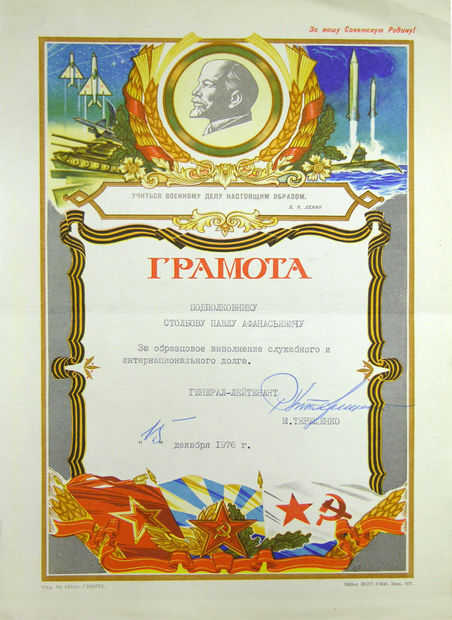 За нашу Советскую Родину!
УЧИТЬСЯ ВОЕННОМУ ДЕЛУ НАСТОЯЩИМ ОБРАЗОМ.
В. И. ЛЕНИН
ГРАМОТА
ПОДПОЛКОВНИКУ
СТОЛБОВУ ПАВЛУ АФАНАСЬЕВИЧУ
За образцовое выполнение служебного и
интернационального долга.
ГЕНЕРАЛ-ЛЕЙТЕНАНТ
М.ТЕРЕЩЕНКО
"15" декабря 1976 г.